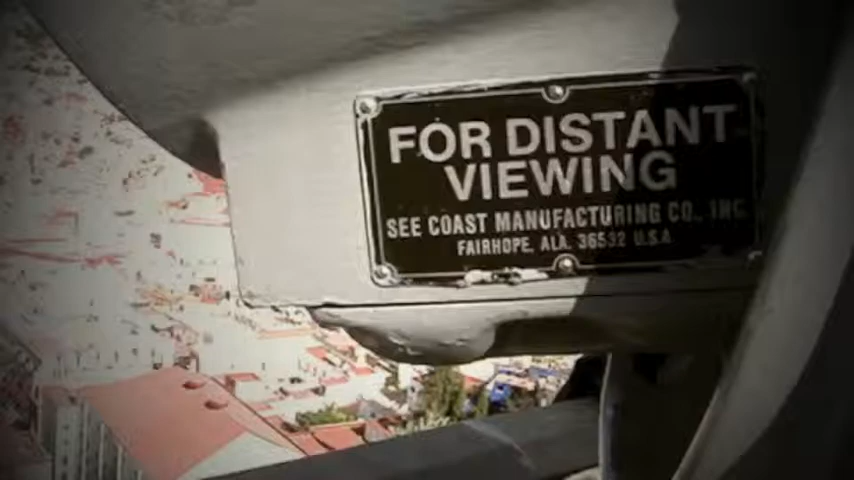 FOR DISTANT
VIEWING
SEE COAST MANUFACTURING CO., INC.
FAIRHOPE, ALA. 36532 U.S.A.